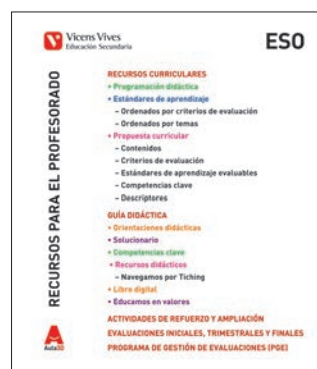 Vicens Vives
Educación Secundaria
ESO
RECURSOS PARA EL PROFESORADO
RECURSOS CURRICULARES
• Programación didáctica
• Estándares de aprendizaje
– Ordenados por criterios de evaluación
– Ordenados por temas
• Propuesta curricular
– Contenidos
– Criterios de evaluación
– Estándares de aprendizaje evaluables
– Competencias clave
– Descriptores
GUÍA DIDÁCTICA
• Orientaciones didácticas
• Solucionario
• Competencias clave
• Recursos didácticos
– Navegamos por Tiching
• Libro digital
• Educamos en valores
ACTIVIDADES DE REFUERZO Y AMPLIACIÓN
EVALUACIONES INICIALES, TRIMESTRALES Y FINALES
PROGRAMA DE GESTIÓN DE EVALUACIONES (PGE)
Aula3D